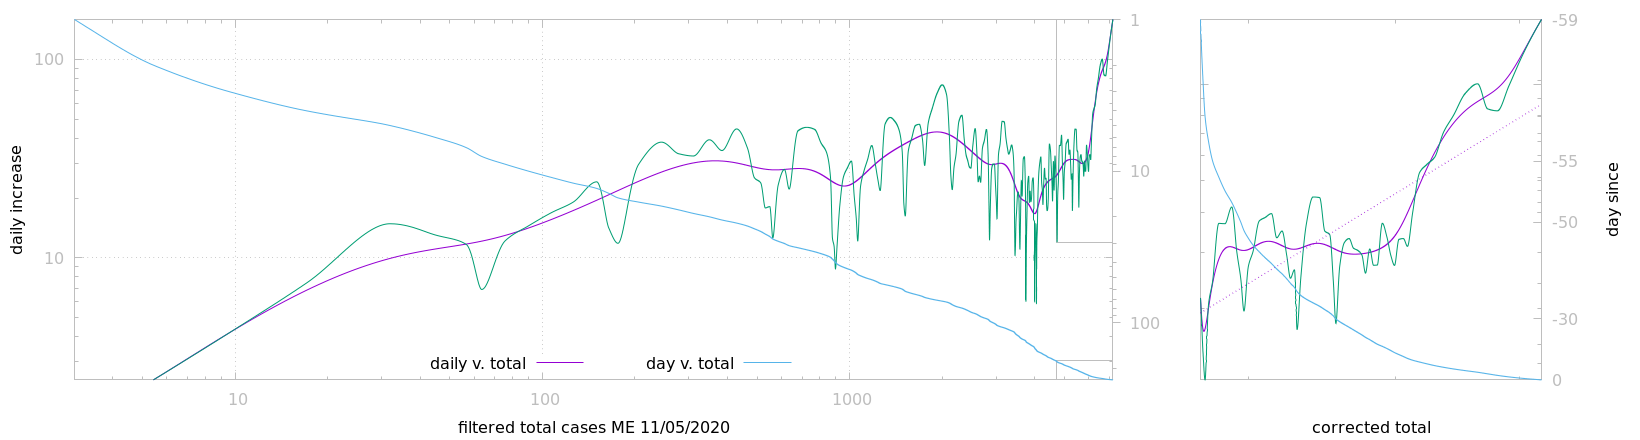 100
10
daily increase
daily v. total
day v. total
10
100
1000
filtered total cases ME 11/05/2020
1
10
100
-59
-55
-50
-30
0
day since
corrected total